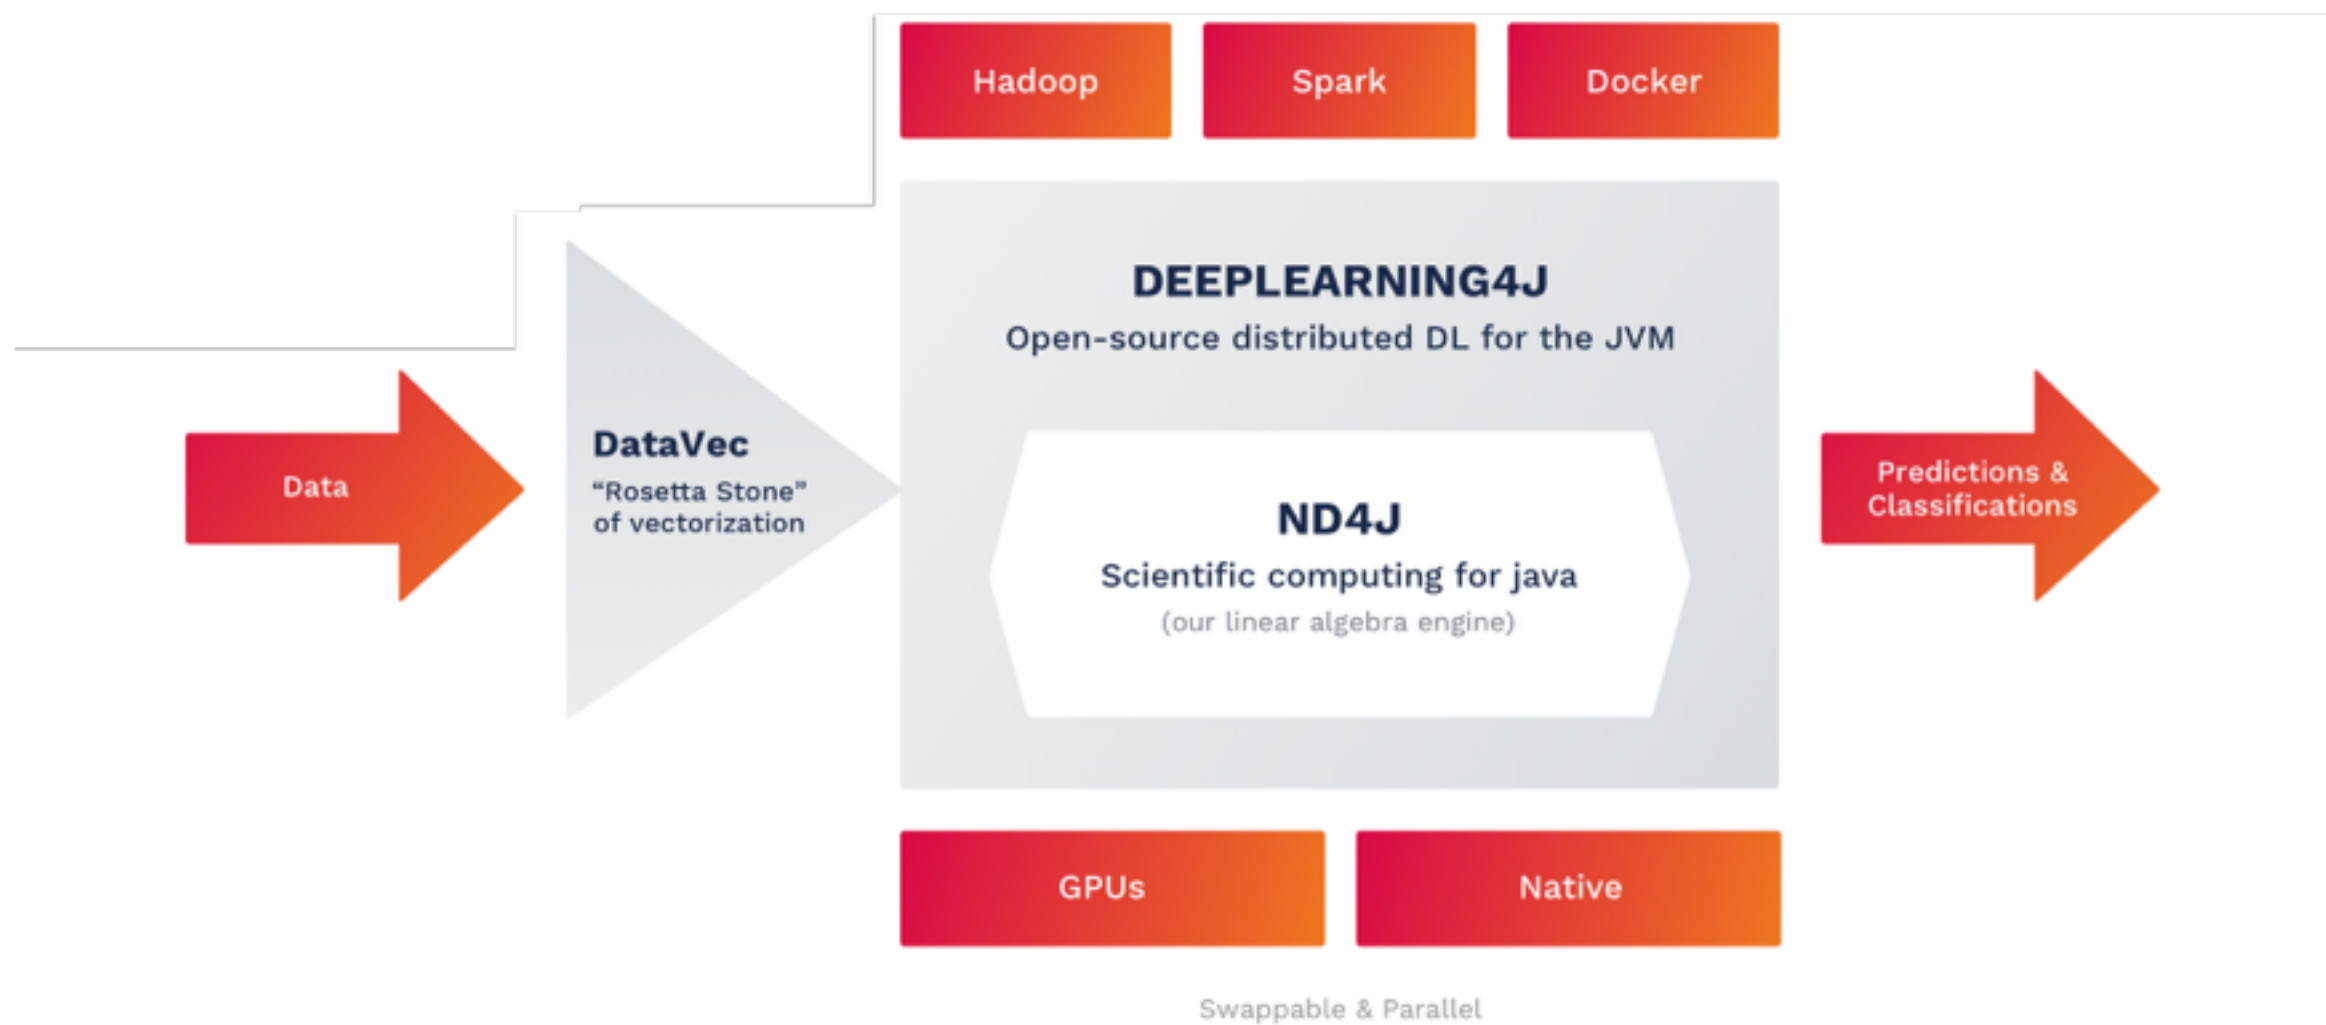 Hadoop
Spark
Docker
DEEPLEARNING4J
Open-source distributed DL for the JVM
Data
DataVec
“Rosetta Stone”
of vectorization
ND4J
Scientific computing for java
(our linear algebra engine)
Predictions &
Classifications
GPUs
Native
Swappable & Parallel